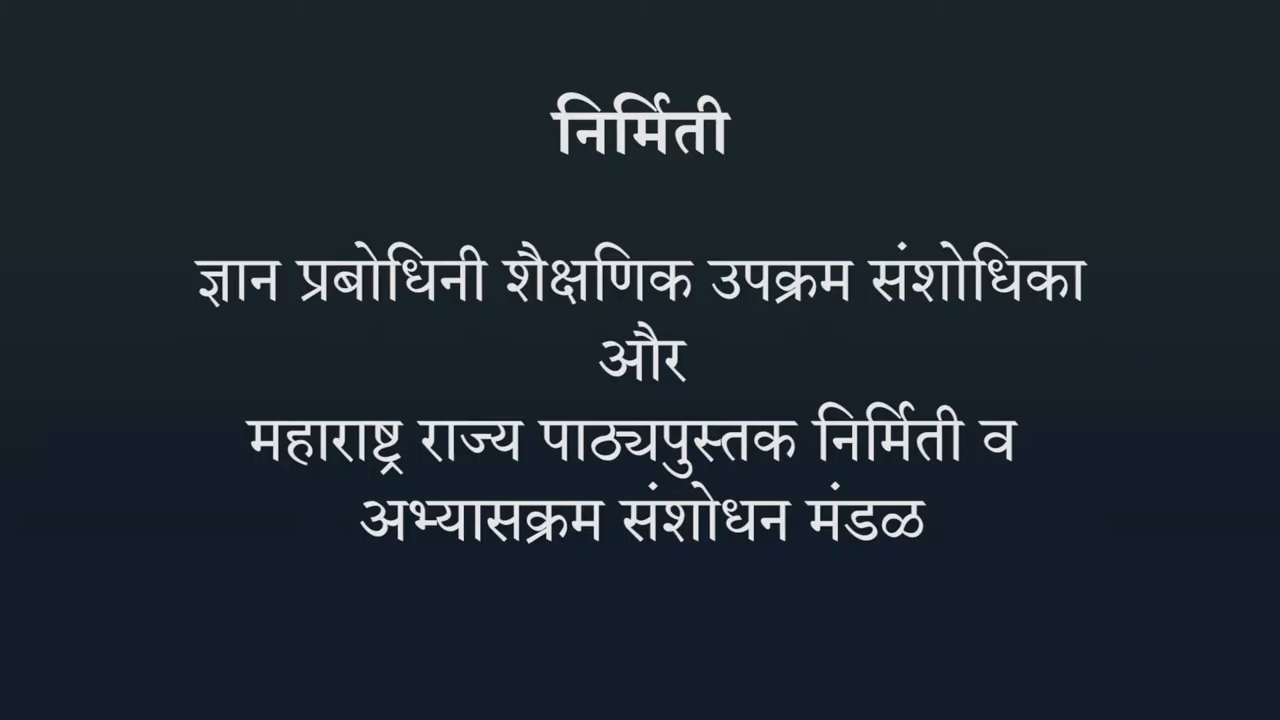 निर्मिती
ज्ञान प्रबोधिनी शैक्षणिक उपक्रम संशोधिका
और
महाराष्ट्र राज्य पाठ्यपुस्तक निर्मिती व
अभ्यासक्रम संशोधन मंडळ